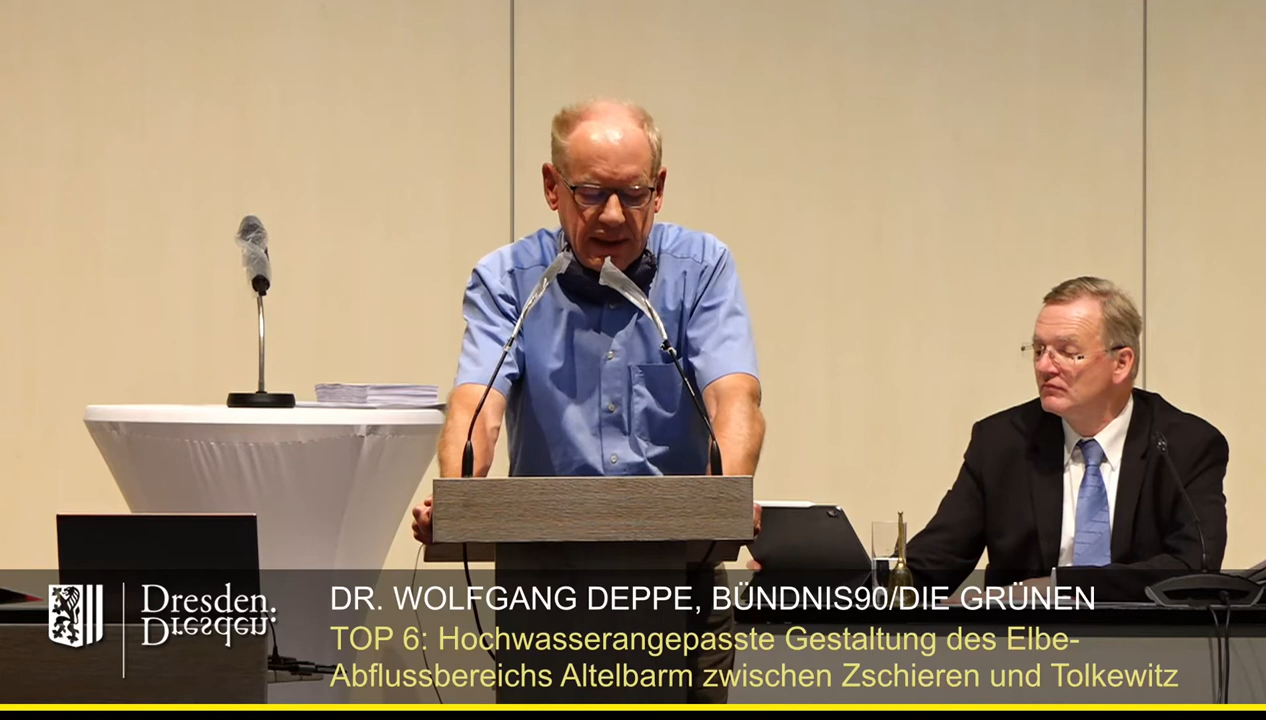 Dresden.
Dresden.
DR. WOLFGANG DEPPE, BÜNDNIS90/DIE GRÜNEN
TOP 6: Hochwasserangepasste Gestaltung des Elbe-
Abflussbereichs Altelbarm zwischen Zschieren und Tolkewitz